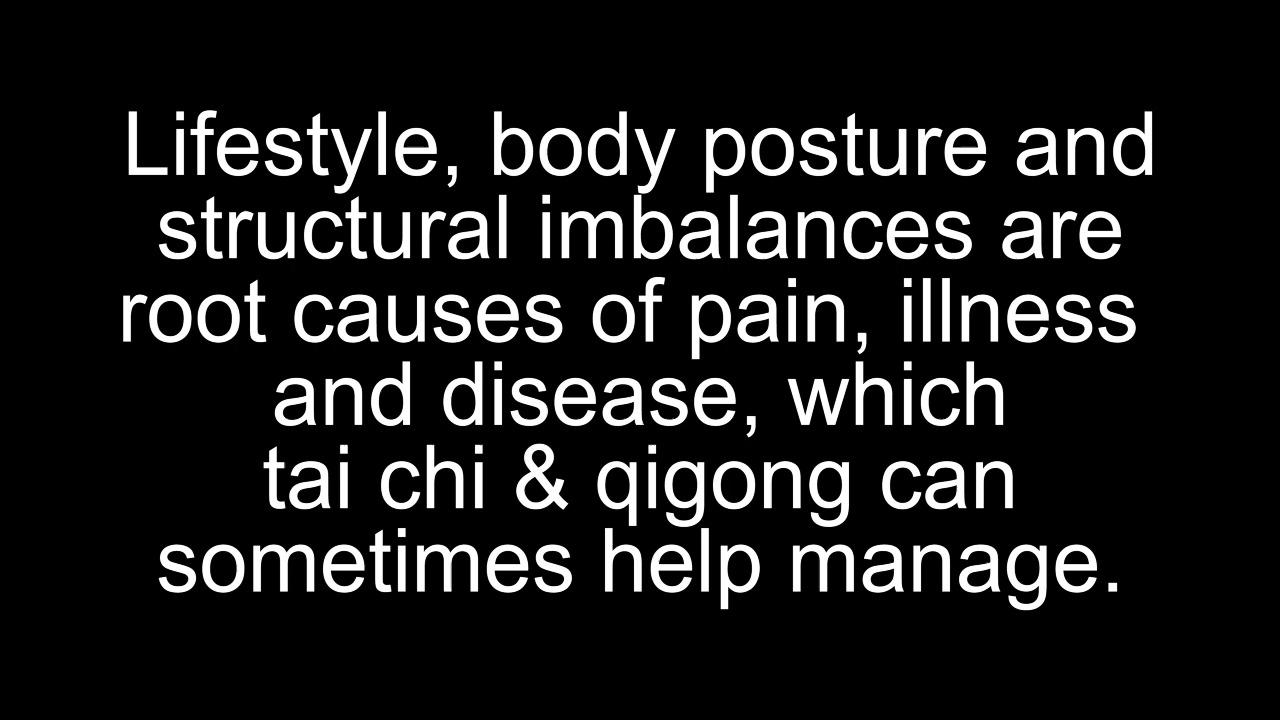 Lifestyle, body posture and
structural imbalances are
root causes of pain, illness
and disease, which
tai chi & qigong can
sometimes help manage.